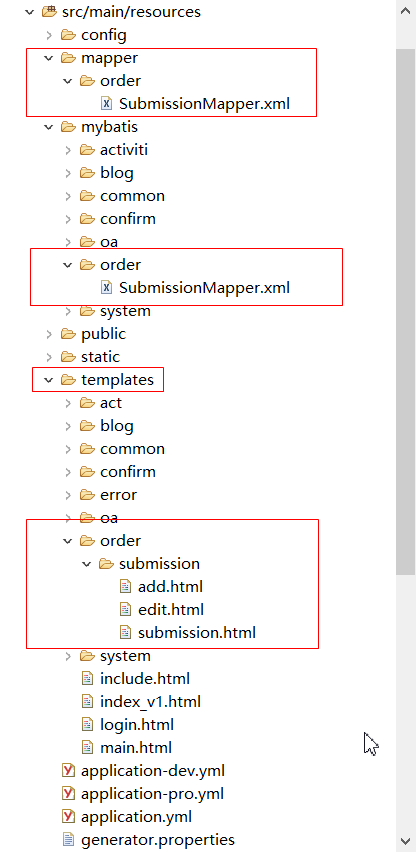 src/main/resources
config
mapper
order
SubmissionMapper.xml
mybatis
activiti
blog
common
confirm
oa
order
SubmissionMapper.xml
system
public
static
templates
act
blog
common
confirm
error
oa
order
submission
add.html
edit.html
submission.html
system
include.html
index_v1.html
login.html
main.html
application-dev.yml
application-pro.yml
application.yml
generator.properties